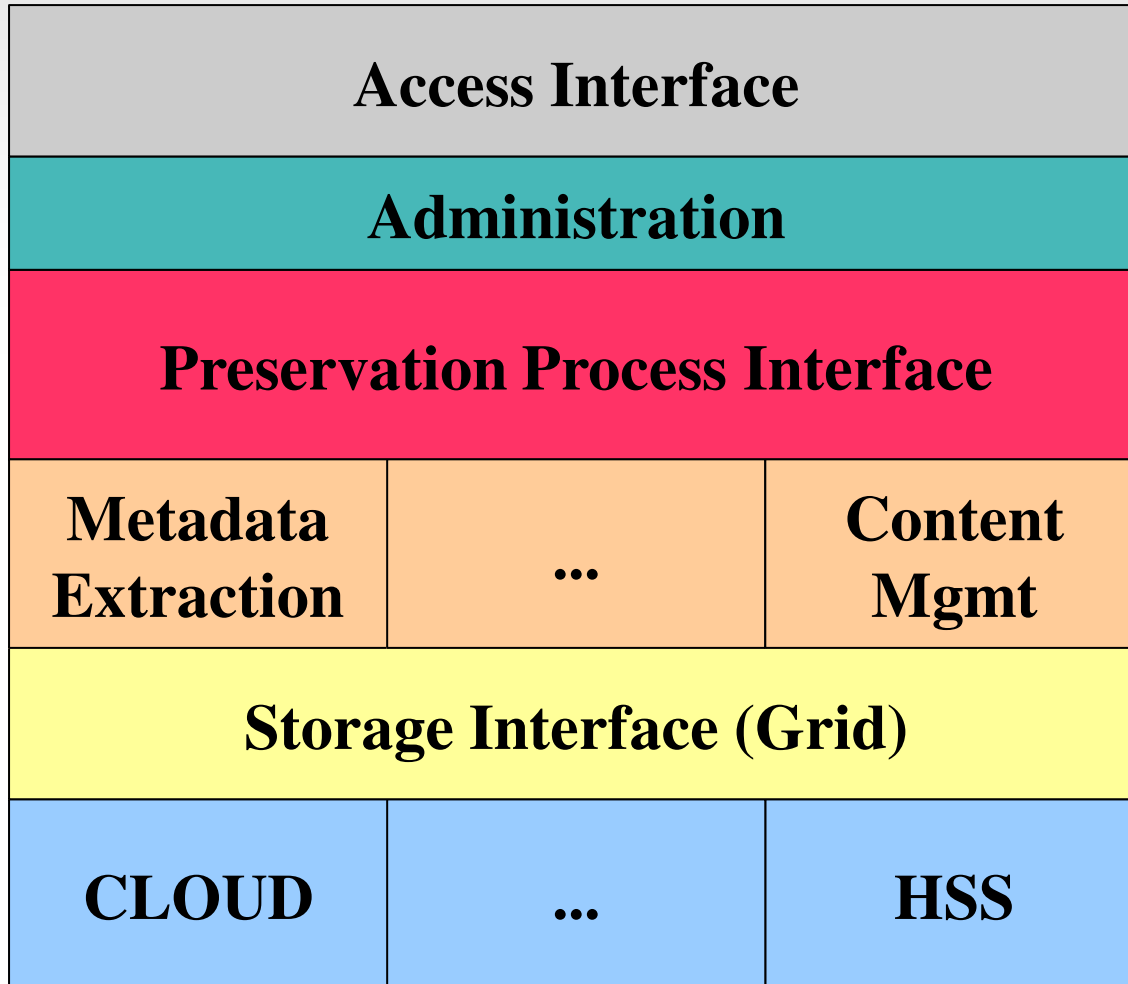 Access Interface
Administration
Preservation Process Interface
Metadata
Extraction
...
Content
Mgmt
Storage Interface (Grid)
CLOUD
...
HSS